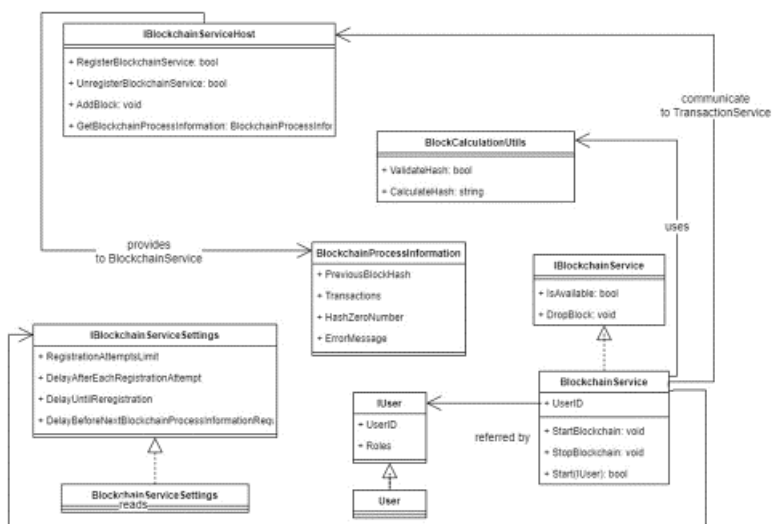 IBlockchainServiceHost
+ RegisterBlockchainService: bool
+ UnregisterBlockchainService: bool
+ AddBlock: void
+ GetBlockchainProcessInformation: BlockchainProcessInfor
communicate
to TransactionService
BlockCalculationUtils
+ ValidateHash: bool
+ CalculateHash: string
uses
provides
to BlockchainService
BlockchainProcessInformation
+ PreviousBlockHash
+ Transactions
+ HashZeroNumber
+ ErrorMessage
IBlockchainService
+ IsAvailable: bool
+ DropBlock: void
IBlockchainServiceSettings
+ RegistrationAttemptsLimit
+ DelayAfterEachRegistrationAttempt
+ DelayUntilReregistration
+ DelayBeforeNextBlockchainProcessInformationRequ
BlockchainService
+ UserID
+ StartBlockchain: void
+ StopBlockchain: void
+ Start(IUser): bool
IUser
+ UserID
+ Roles
referred by
BlockchainServiceSettings
reads
User